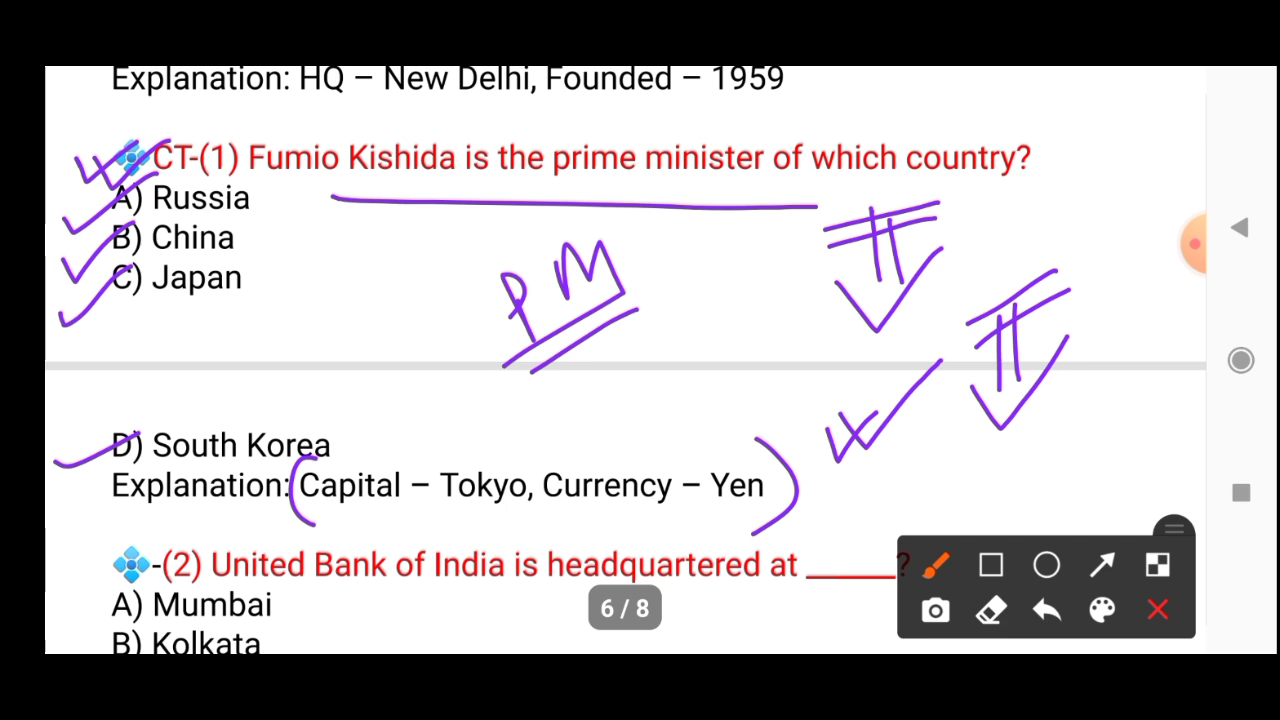 Explanation: HQ – New Delhi, Founded – 1959
CT-(1) Fumio Kishida is the prime minister of which country?
A) Russia
B) China
C) Japan
PM
D) South Korea
Explanation: Capital – Tokyo, Currency – Yen
-(2) United Bank of India is headquartered at ______?
A) Mumbai
6 / 8
B) Kolkata